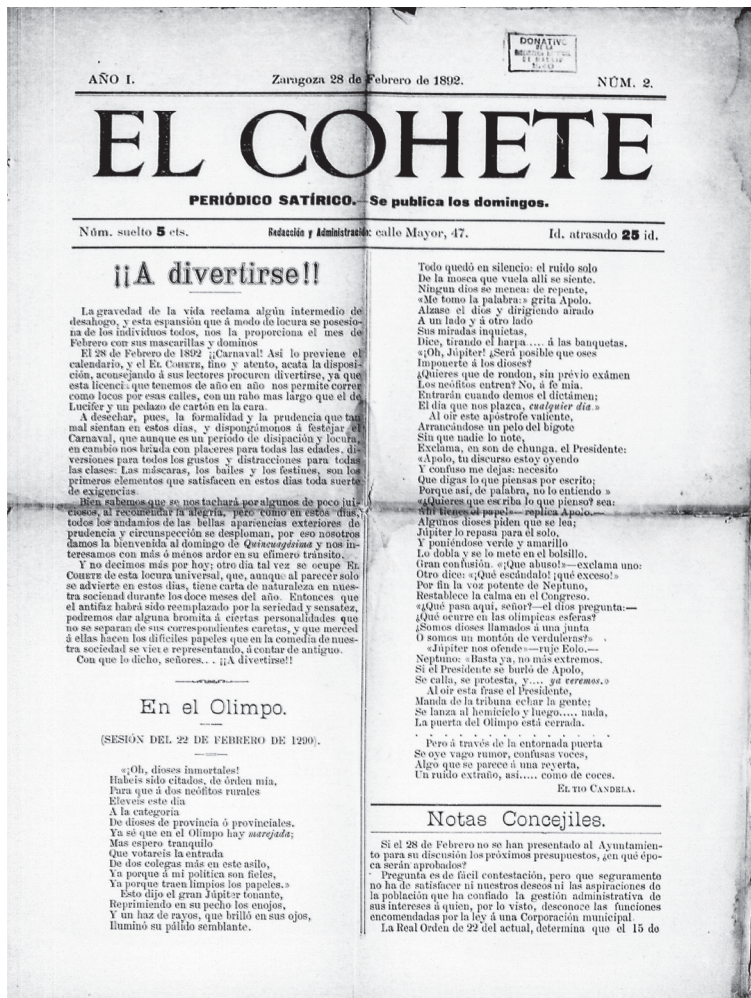 DONATIVO
DE LA
AÑO I.
Zaragoza 28 de Febrero de 1892.
NÚM. 2.
EL COHETE
PERIÓDICO SATÍRICO.—Se publica los domingos.
Núm. suelto 5 cts.
Redacción y Administración: calle Mayor, 47.
Id. atrasado 25 id.
¡¡A divertirse!!
La gravedad de la vida reclama algún intermedio de
desahogo, y esta espansión que á modo de locura se posesio-
na de los individuos todos, nos la proporciona el mes de
Febrero con sus mascarillas y dominos
El 28 de Febrero de 1892 ¡¡Carnaval! Así lo previene el
calendario, y el EL COHETE, fino y atento, acata la disposi-
ción, aconsejando á sus lectores procuren divertirse, ya que
esta licencia que tenemos de año en año nos permite correr
como locos por esas calles, con un rabo mas largo que el de
Lucifer y un pedazo de cartón en la cara.
A desechar, pues, la formalidad y la prudencia que tan
mal sientan en estos días, y dispongámonos á festejar el
Carnaval, que aunque es un período de disipación y locura,
en cambio nos brinda con placeres para todas las edades, di-
versiones para todos los gustos y distracciones para todas
las clases. Las máscaras, los bailes y los festines, son los
primeros elementos que satisfacen en estos días toda suerte
de exigencias.
Bien sabemos que se nos tachará por algunos de poco jui-
ciosos, al recomendar la alegría, pero como en estos días,
todos los andamios de las bellas apariencias exteriores de
prudencia y circunspección se desploman, por eso nosotros
damos la bienvenida al domingo de Quincuagésima y nos in-
teresamos con más ó menos ardor en su efímero tránsito.
Y no decimos más por hoy; otro día tal vez se ocupe EL
COHETE de esta locura universal, que, aunque al parecer solo
se advierte en estos días, tiene carta de naturaleza en nues-
tra sociedad durante los doce meses del año. Entonces que
el antifaz habrá sido reemplazado por la seriedad y sensatez,
podremos dar alguna bromita á ciertas personalidades que
no se separan de sus correspondientes caretas, y que merced
á ellas hacen los difíciles papeles que en la comedia de nues-
tra sociedad se vienen representando, á contar de antiguo.
Con que lo dicho, señores... ¡¡A divertirse!!
En el Olimpo.
(SESIÓN DEL 22 DE FEBRERO DE 1290).
«¡Oh, dioses inmortales!
Habeis sido citados, de órden mía,
Para que á dos neófitos rurales
Eleveis este día
A la categoría
De dioses de provincia ó provinciales.
Ya sé que en el Olimpo hay marejada;
Mas espero tranquilo
Que votareis la entrada
De dos colegas más en este asilo,
Ya porque á mi política son fieles,
Ya porque traen limpios los papeles.»
Esto dijo el gran Júpiter tonante,
Reprimiendo en su pecho los enojos,
Y un haz de rayos, que brilló en sus ojos,
Iluminó su pálido semblante.
Todo quedó en silencio: el ruido solo
De la mosca que vuela allí se siente.
Ningun dios se menea: de repente,
«Me tomo la palabra:» grita Apolo.
Alzase el dios y dirigiendo airado
A un lado y á otro lado
Sus miradas inquietas,
Dice, tirando el harpa.... á las banquetas.
«¡Oh, Júpiter! ¿Será posible que oses
Imponerte á los dioses?
¿Quieres que de rondon, sin prévio exámen
Los neófitos entren? No, á fe mia.
Entrarán cuando demos el dictámen;
El día que nos plazca, cualquier dia.»
Al oir este apóstrofe valiente,
Arrancándose un pelo del bigote
Sin que nadie lo note,
Exclama, en son de chunga, el Presidente:
«Apolo, tu discurso estoy oyendo
Y confuso me dejas: necesito
Que digas lo que piensas por escrito;
Porque así, de palabra, no lo entiendo »
«¿Quieres que escriba lo que pienso? sea:
Ahí tienes el papel»—replica Apolo.—
Algunos dioses piden que se lea;
Júpiter lo repasa para el solo,
Y poniéndose verde y amarillo
Lo dobla y se lo mete en el bolsillo.
Gran confusión. «¡Que abuso!»—exclama uno:
Otro dice: «¡Qué escándalo! ¡qué exceso!»
Por fin la voz potente de Neptuno,
Restablece la calma en el Congreso.
«¿Qué pasa aquí, señor?—el dios pregunta:—
¿Qué ocurre en las olímpicas esferas?
¿Somos dioses llamados á una junta
O somos un montón de verduleras?»
«Júpiter nos ofende»—ruje Eolo.—
Neptuno: «Basta ya, no más extremos.
Si el Presidente se burló de Apolo,
Se calla, se protesta, y.... ya veremos.»
Al oir esta frase el Presidente,
Manda de la tribuna echar la gente;
Se lanza al hemiciclo y luego..... nada,
La puerta del Olimpo está cerrada.
. . . . . . . . . . . . . . .
Pero á través de la entornada puerta
Se oye vago rumor, confusas voces,
Algo que se parece á una reyerta,
Un ruido extraño, así..... como de coces.
EL TIO CANDELA.
Notas Concejiles.
Si el 28 de Febrero no se han presentado al Ayuntamien-
to para su discusión los próximos presupuestos, ¿en qué épo-
ca serán aprobados?
Pregunta es de fácil contestación, pero que seguramente
no ha de satisfacer ni nuestros deseos ni las aspiraciones de
la población que ha confiado la gestión administrativa de
sus intereses á quien, por lo visto, desconoce las funciones
encomendadas por la ley á una Corporación municipal.
La Real Orden de 22 del actual, determina que el 15 de